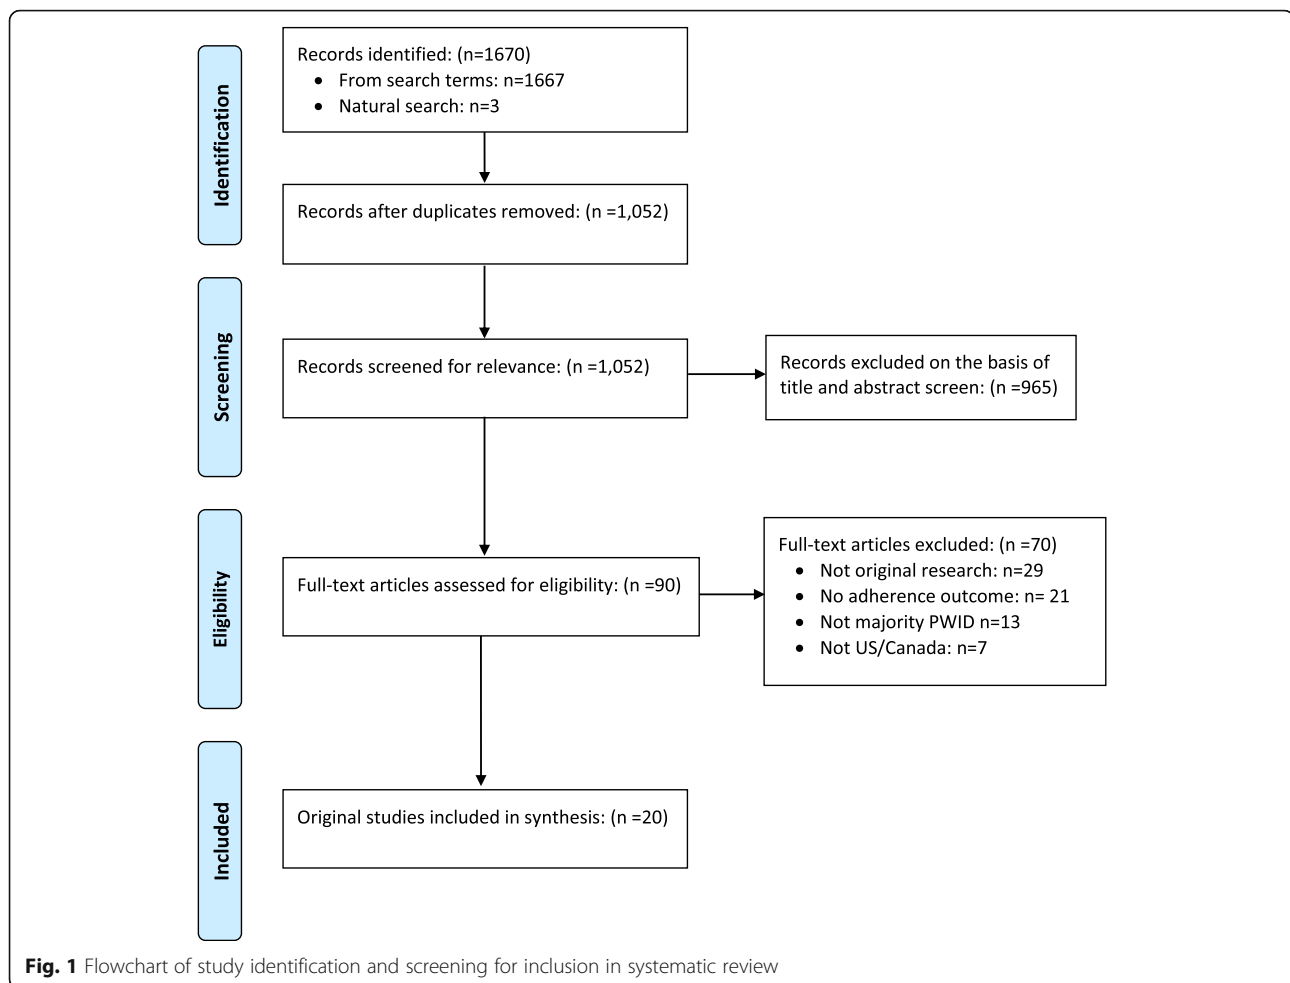 Identification
Records identified: (n=1670)
• From search terms: n=1667
• Natural search: n=3
Records after duplicates removed: (n =1,052)
Screening
Records screened for relevance: (n =1,052)
Records excluded on the basis of
title and abstract screen: (n =965)
Eligibility
Full-text articles assessed for eligibility: (n =90)
Full-text articles excluded: (n =70)
• Not original research: n=29
• No adherence outcome: n= 21
• Not majority PWID n=13
• Not US/Canada: n=7
Included
Original studies included in synthesis: (n =20)
Fig. 1 Flowchart of study identification and screening for inclusion in systematic review